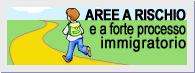 AREE A RISCHIO
e a forte processo
immigratorio